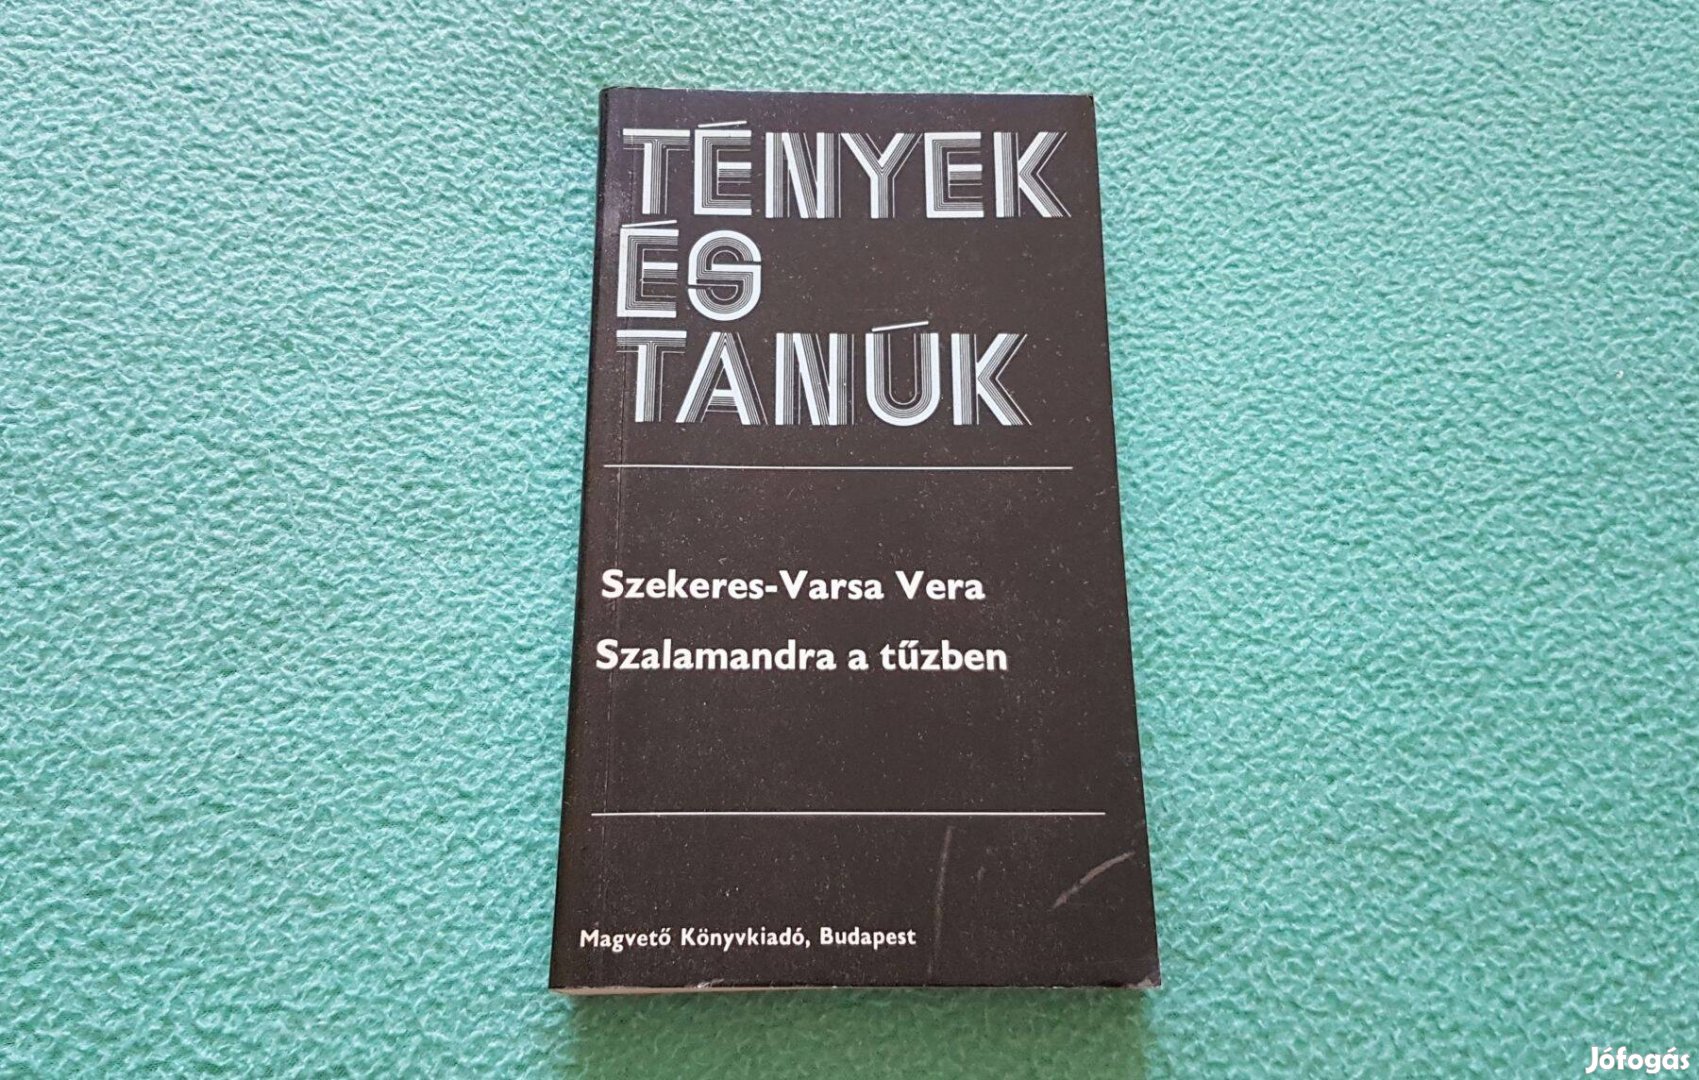 TÉNYEK
ÉS
TANÚK
Szekeres-Varsa Vera
Szalamandra a tűzben
Magvető Könyvkiadó, Budapest
Jófogás